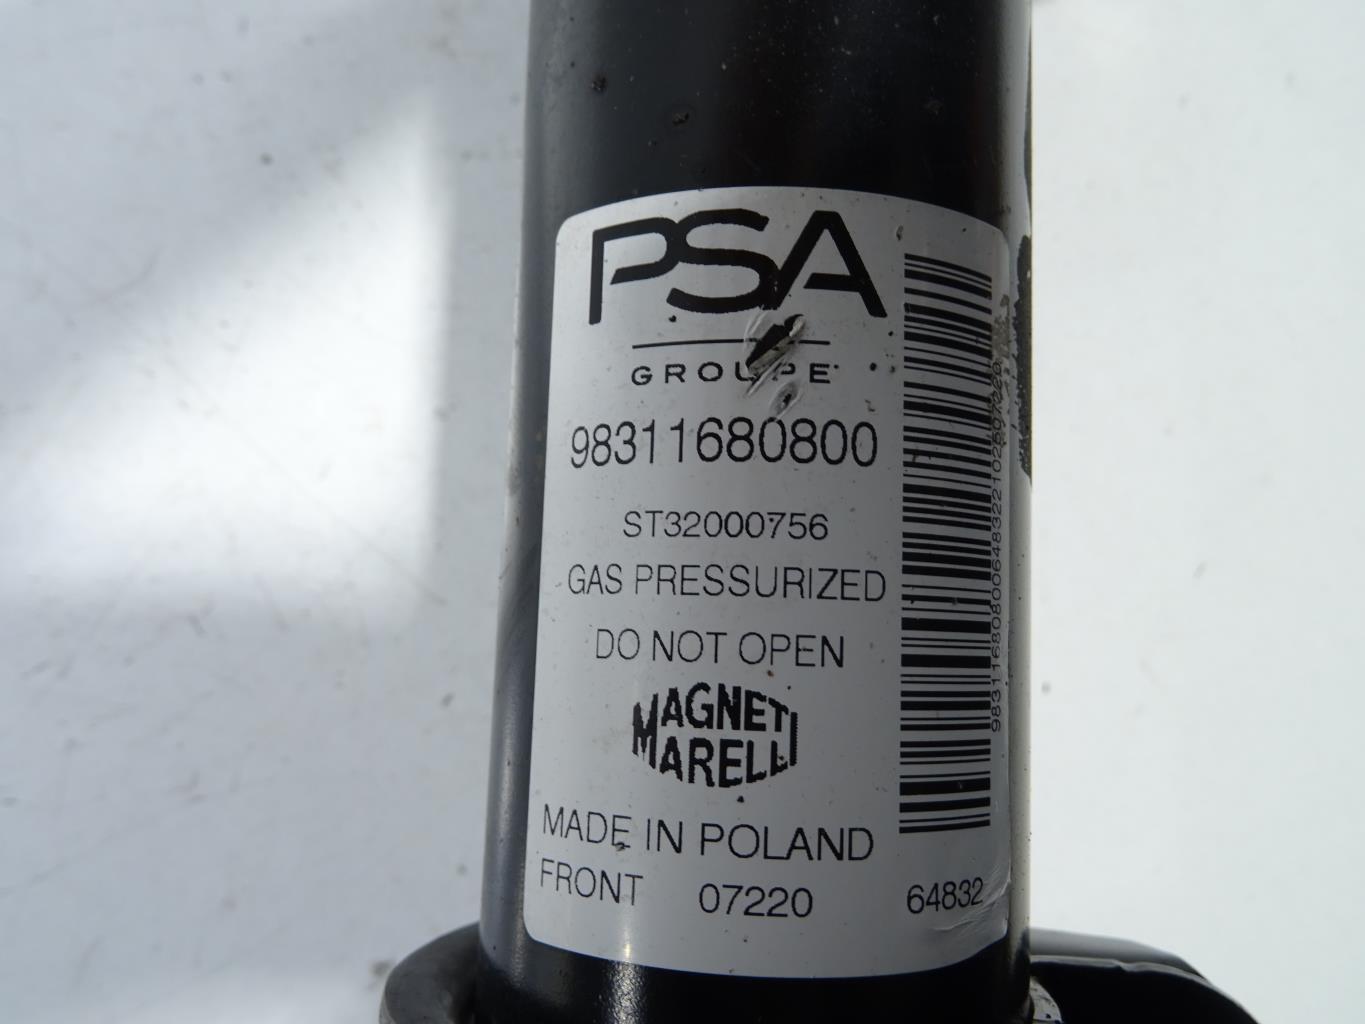 PSA
GROUPE
98311680800
ST32000756
GAS PRESSURIZED
DO NOT OPEN
MAGNETI
MARELLI
MADE IN POLAND
FRONT 07220 64832